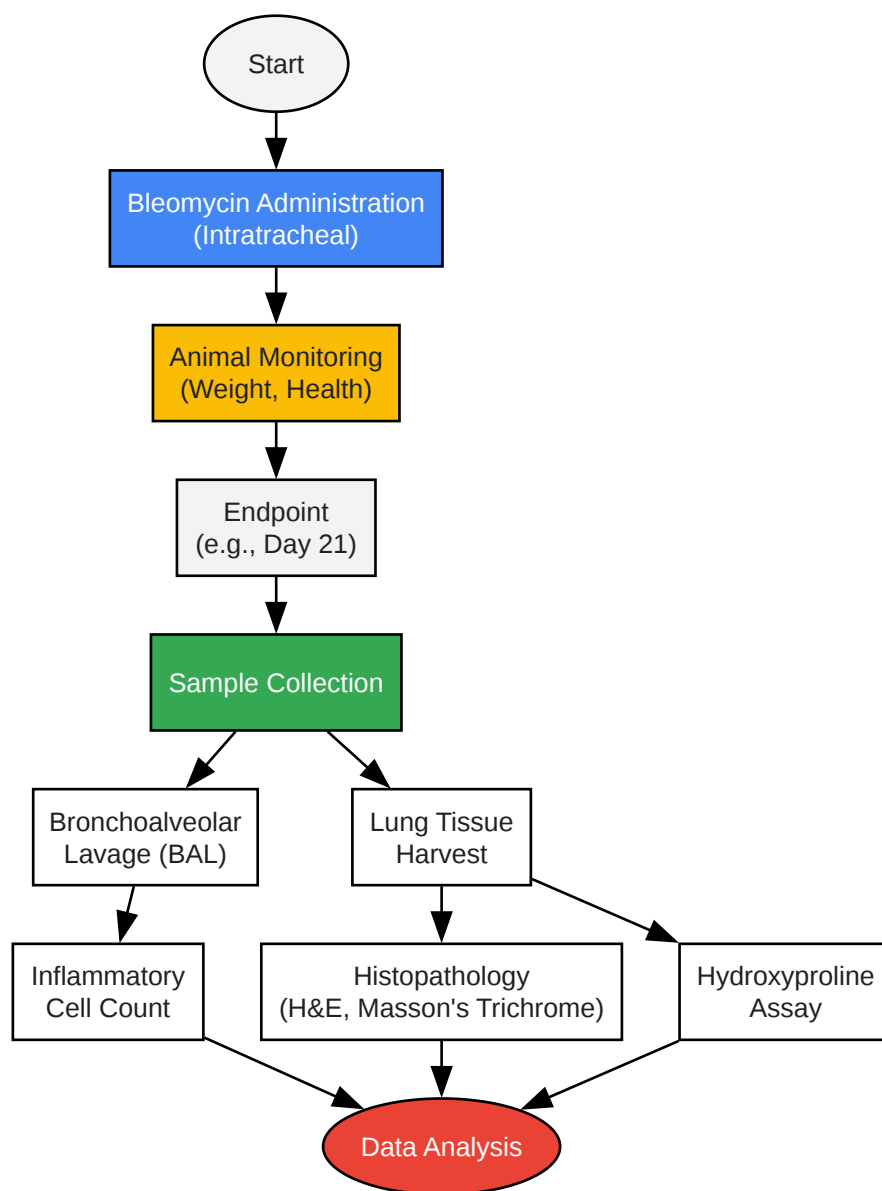 Start
Bleomycin Administration
(Intratracheal)
Animal Monitoring
(Weight, Health)
Endpoint
(e.g., Day 21)
Sample Collection
Bronchoalveolar
Lavage (BAL)
Lung Tissue
Harvest
Inflammatory
Cell Count
Histopathology
(H&E, Masson's Trichrome)
Hydroxyproline
Assay
Data Analysis